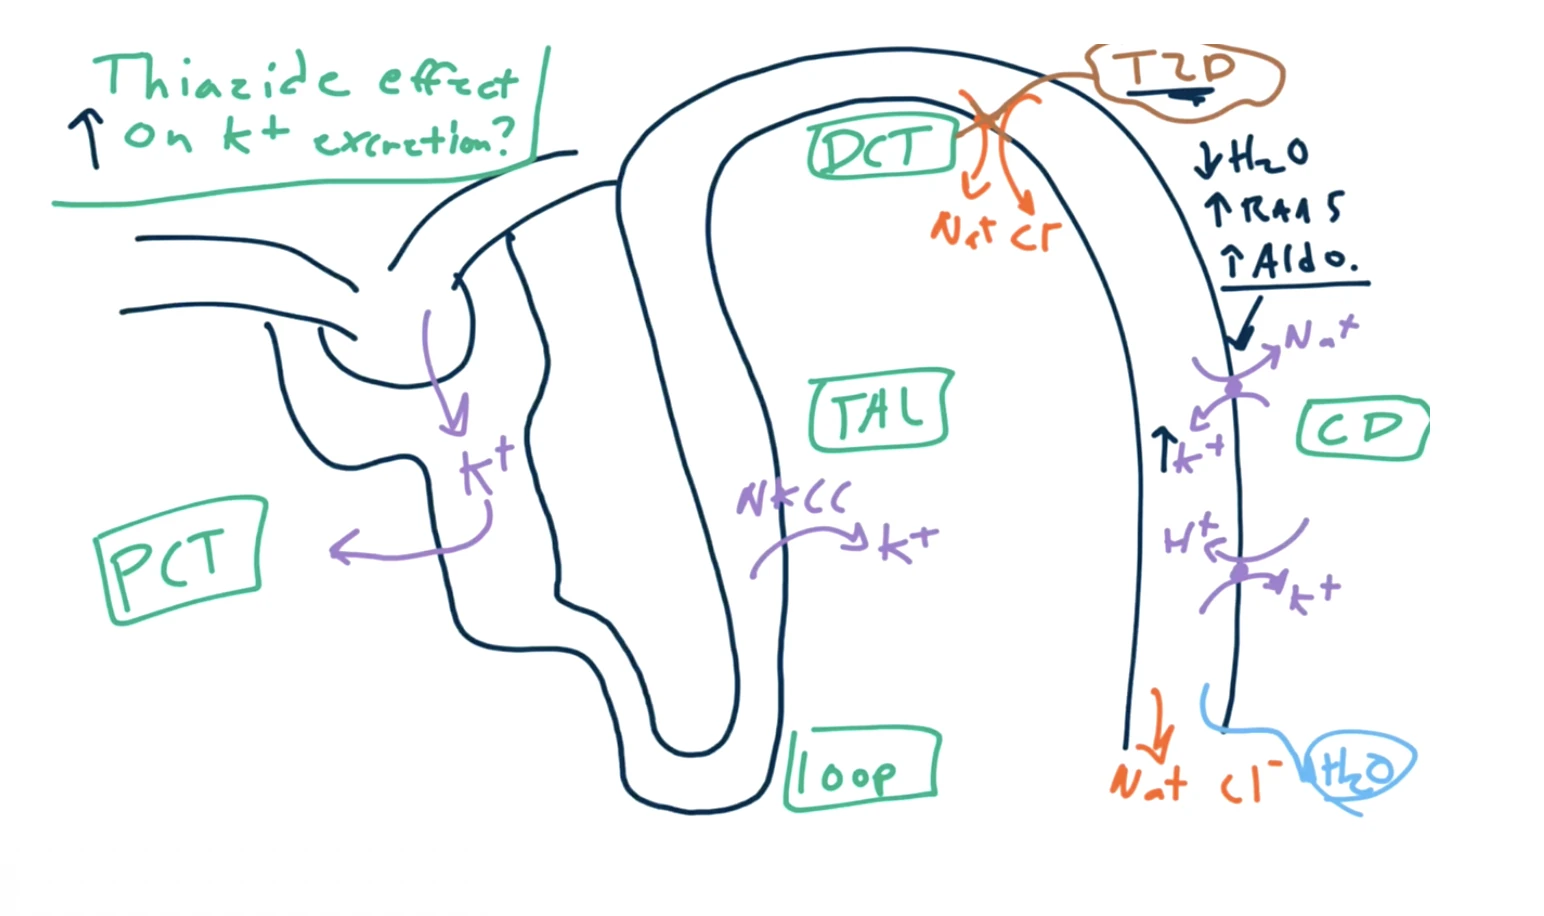 Thiazide effect
↑ on K+ excretion?
TZD
DCT
↓H₂O
↑RAAS
↑Aldo.
Na+ Cl-
Na+
TAL
CD
K+
↑K+
NKCC
K+
H+
K+
PCT
loop
Na+ Cl-
H₂O